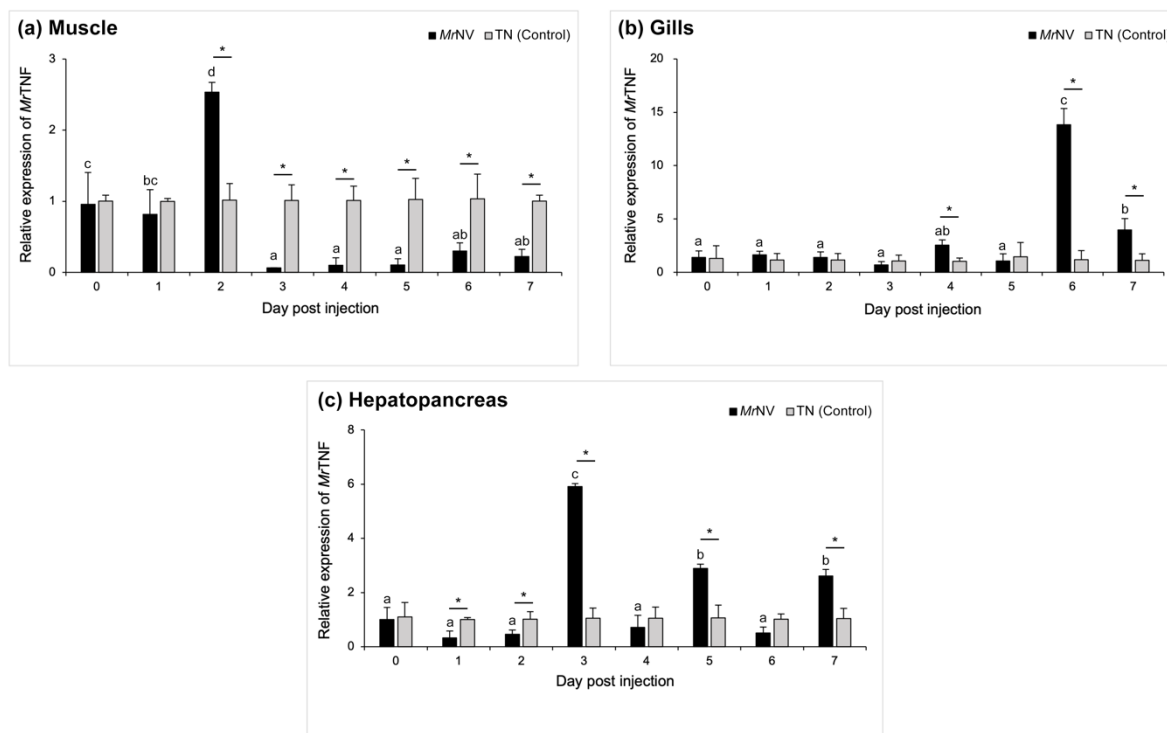 (a) Muscle
MrNV TN (Control)
Relative expression of MrTNF
3
2
1
0
c
bc
d
*
a
*
a
*
a
*
ab
*
ab
*
0 1 2 3 4 5 6 7
Day post injection
(b) Gills
MrNV TN (Control)
Relative expression of MrTNF
20
15
10
5
0
a
a
a
a
ab
*
a
c
*
b
*
0 1 2 3 4 5 6 7
Day post injection
(c) Hepatopancreas
MrNV TN (Control)
Relative expression of MrTNF
8
6
4
2
0
a
a
*
a
*
c
*
a
b
*
a
b
*
0 1 2 3 4 5 6 7
Day post injection